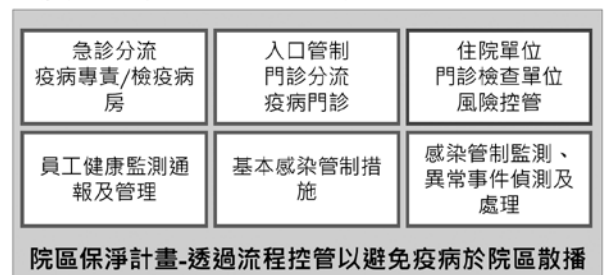 急診分流
疫病專責/檢疫病
房
入口管制
門診分流
疫病門診
住院單位
門診檢查單位
風險控管
員工健康監測通
報及管理
基本感染管制措
施
感染管制監測、
異常事件偵測及
處理
院區保淨計畫-透過流程控管以避免疫病於院區散播